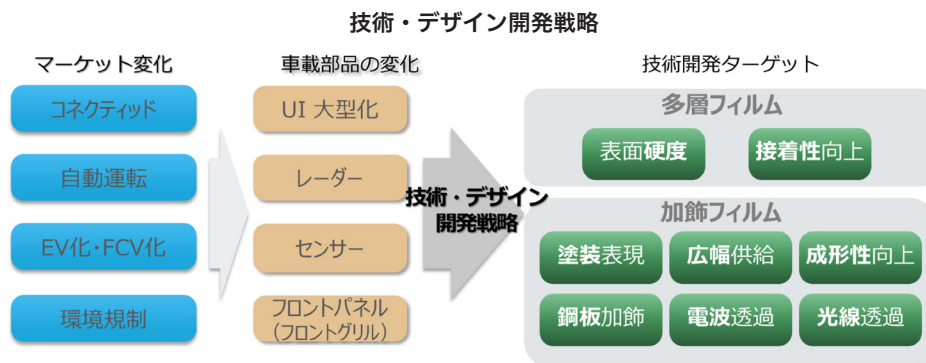 技術・デザイン開発戦略
マーケット変化
コネクティッド
自動運転
EV化・FCV化
環境規制
車載部品の変化
UI 大型化
レーダー
センサー
フロントパネル
(フロントグリル)
技術・デザイン
開発戦略
技術開発ターゲット
多層フィルム
表面硬度
接着性向上
加飾フィルム
塗装表現
広幅供給
成形性向上
鋼板加飾
電波透過
光線透過